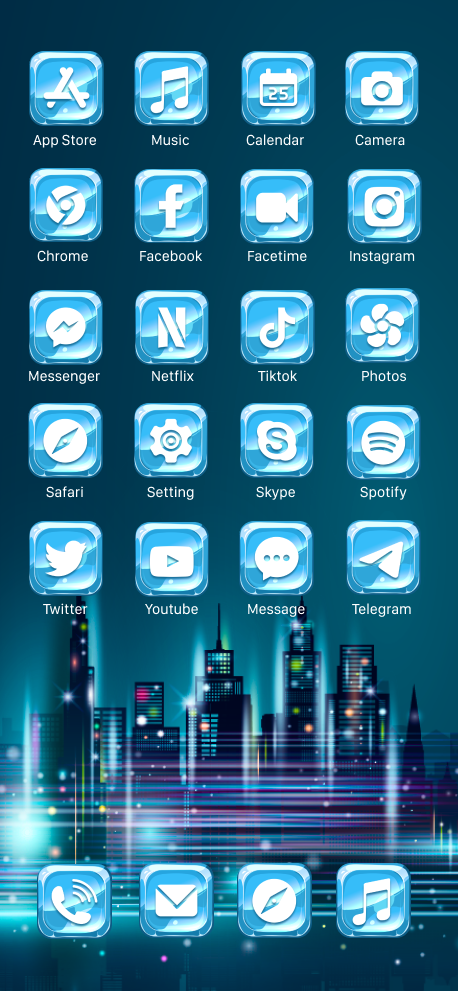 App Store Music Calendar Camera
25
Chrome Facebook Facetime Instagram
Messenger Netflix Tiktok Photos
Safari Setting Skype Spotify
Twitter Youtube Message Telegram